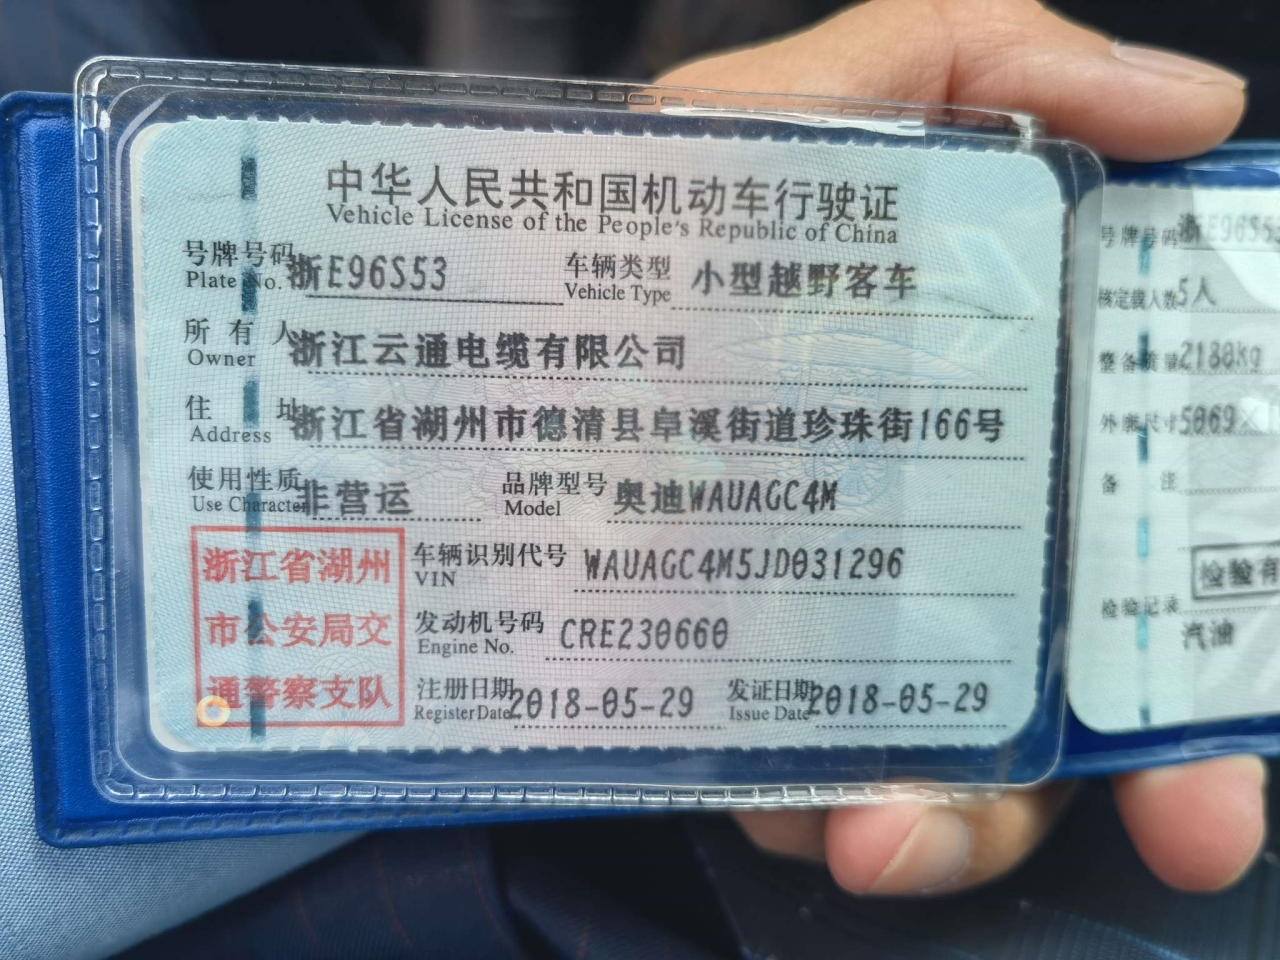 中华人民共和国机动车行驶证
Vehicle License of the People's Republic of China
号牌号码 浙E96S53 车辆类型 小型越野客车
Plate No. Vehicle Type
所有人 浙江云通电缆有限公司
Owner
住址 浙江省湖州市德清县阜溪街道珍珠街166号
Address
使用性质 非营运 品牌型号 奥迪WAUAGC4M
Use Character Model
浙江省湖州
市公安局交
通警察支队
车辆识别代号 WAUAGC4M5JD031296
VIN
发动机号码 CRE230660
Engine No.
注册日期 2018-05-29 发证日期 2018-05-29
Register Date Issue Date
号牌号码 浙E96S53
核定载人数 5人
整备质量 2180kg
外廓尺寸 5069×
备注
检验有
检验记录
汽油